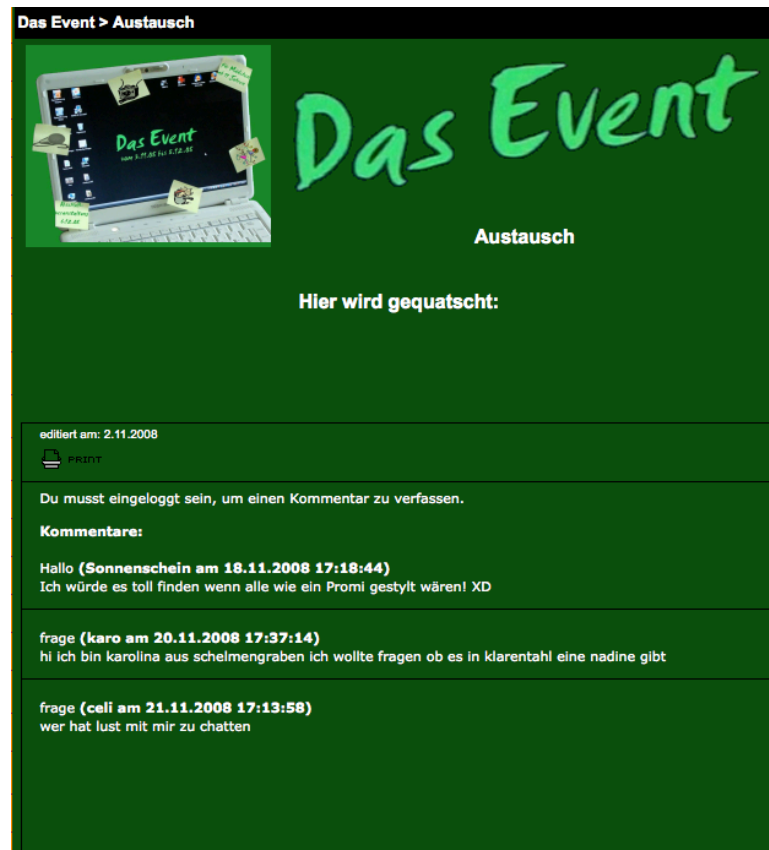 Das Event > Austausch
Das Event
Das Event
Austausch
Hier wird gequatscht:
editiert am: 2.11.2008
PRINT
Du musst eingeloggt sein, um einen Kommentar zu verfassen.
Kommentare:
Hallo (Sonnenschein am 18.11.2008 17:18:44)
Ich würde es toll finden wenn alle wie ein Promi gestylt wären! XD
frage (karo am 20.11.2008 17:37:14)
hi ich bin karolina aus schelmengraben ich wollte fragen ob es in klarentahl eine nadine gibt
frage (celi am 21.11.2008 17:13:58)
wer hat lust mit mir zu chatten